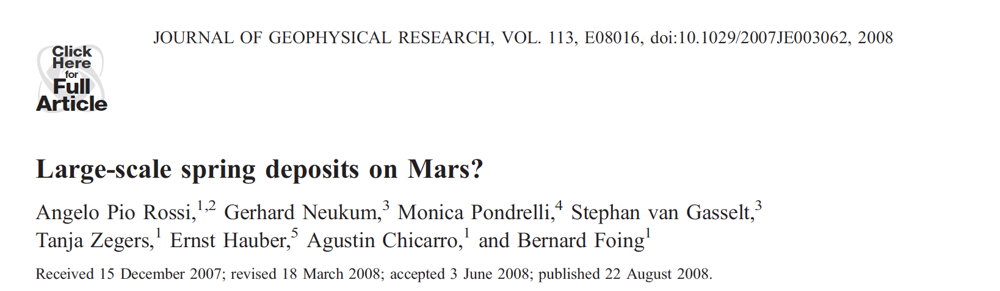 JOURNAL OF GEOPHYSICAL RESEARCH, VOL. 113, E08016, doi:10.1029/2007JE003062, 2008
Click
Here
for
Full
Article
Large-scale spring deposits on Mars?
Angelo Pio Rossi,1,2 Gerhard Neukum,3 Monica Pondrelli,4 Stephan van Gasselt,3
Tanja Zegers,1 Ernst Hauber,5 Agustin Chicarro,1 and Bernard Foing1
Received 15 December 2007; revised 18 March 2008; accepted 3 June 2008; published 22 August 2008.